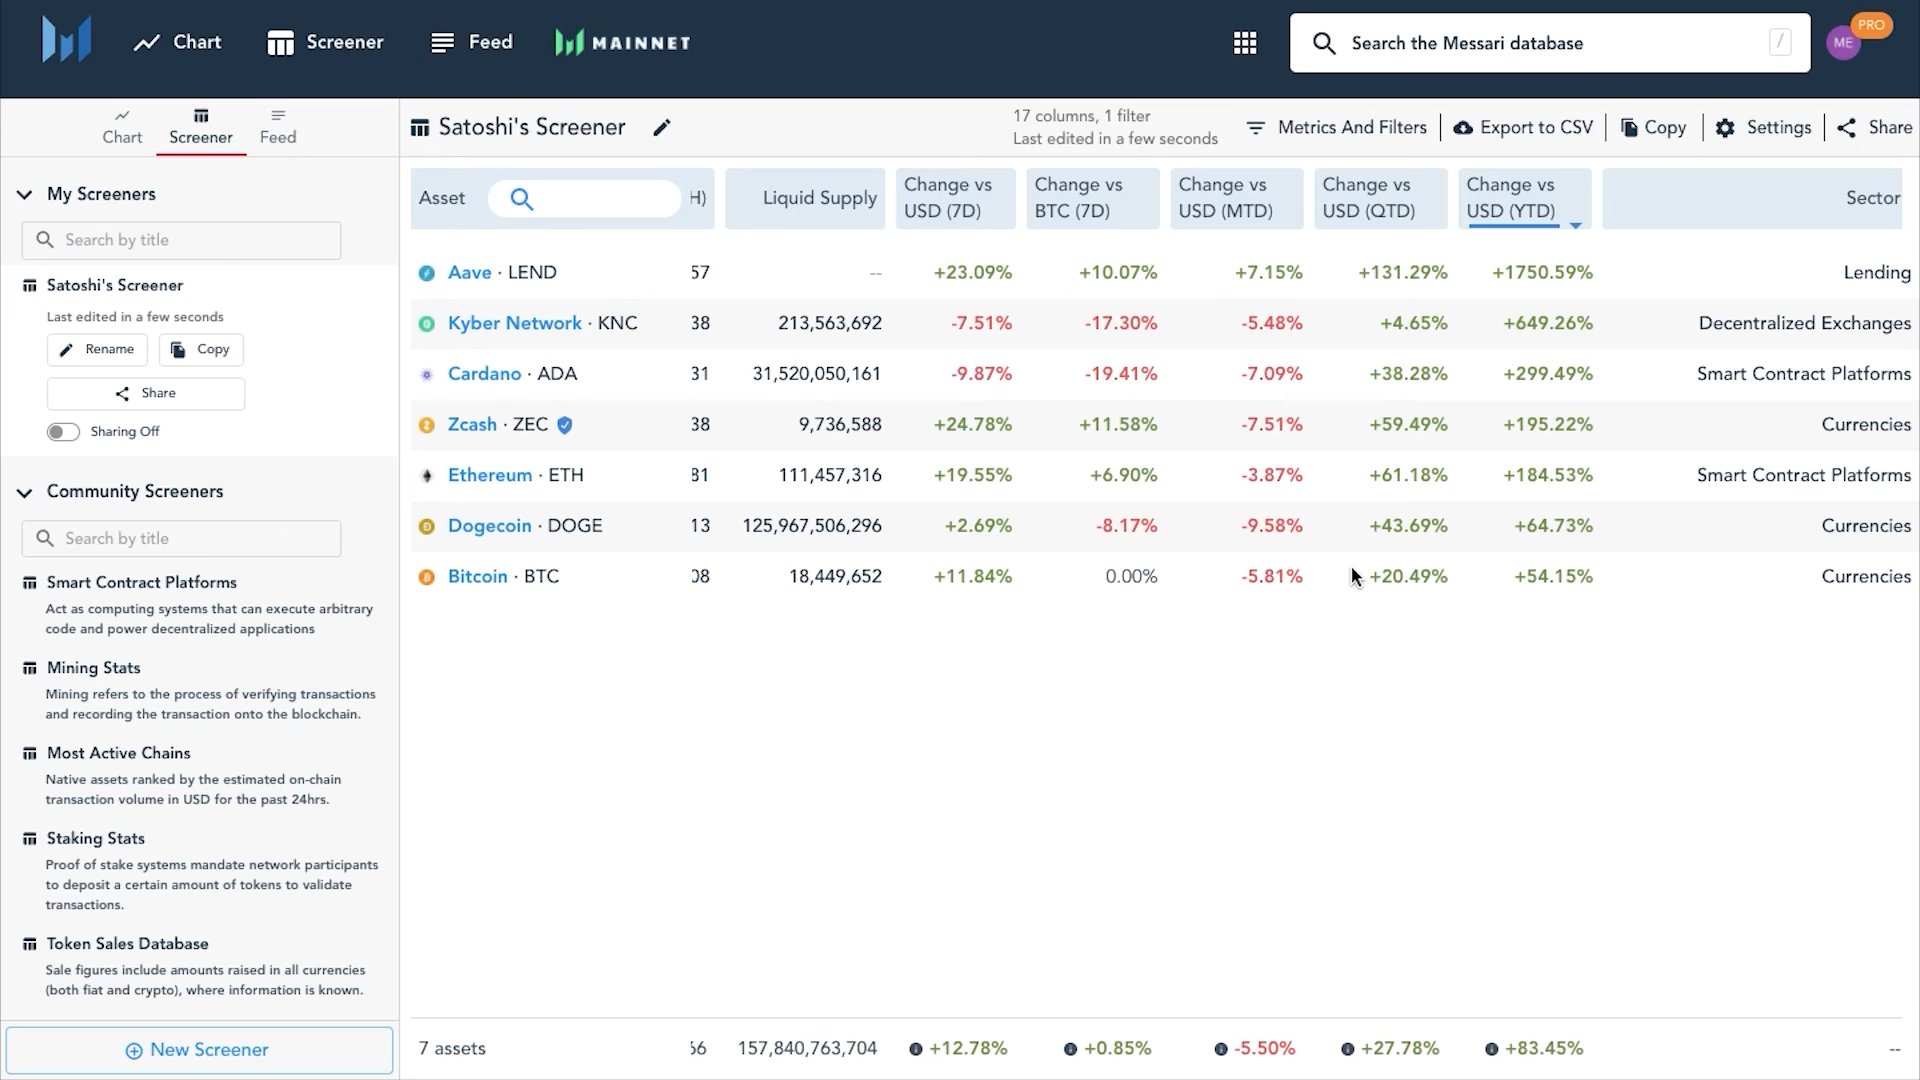 Chart
Screener
Feed
MAINNET
Search the Messari database
/
ME
PRO
Chart
Screener
Feed
Satoshi's Screener
17 columns, 1 filter
Last edited in a few seconds
Metrics And Filters
Export to CSV
Copy
Settings
Share
My Screeners
Search by title
Satoshi's Screener
Last edited in a few seconds
Rename
Copy
Share
Sharing Off
Community Screeners
Search by title
Smart Contract Platforms
Act as computing systems that can execute arbitrary
code and power decentralized applications
Mining Stats
Mining refers to the process of verifying transactions
and recording the transaction onto the blockchain.
Most Active Chains
Native assets ranked by the estimated on-chain
transaction volume in USD for the past 24hrs.
Staking Stats
Proof of stake systems mandate network participants
to deposit a certain amount of tokens to validate
transactions.
Token Sales Database
Sale figures include amounts raised in all currencies
(both fiat and crypto), where information is known.
New Screener
Asset H) Liquid Supply Change vs USD (7D) Change vs BTC (7D) Change vs USD (MTD) Change vs USD (QTD) Change vs USD (YTD) Sector
Aave · LEND 57 -- +23.09% +10.07% +7.15% +131.29% +1750.59% Lending
Kyber Network · KNC 38 213,563,692 -7.51% -17.30% -5.48% +4.65% +649.26% Decentralized Exchanges
Cardano · ADA 31 31,520,050,161 -9.87% -19.41% -7.09% +38.28% +299.49% Smart Contract Platforms
Zcash · ZEC 38 9,736,588 +24.78% +11.58% -7.51% +59.49% +195.22% Currencies
Ethereum · ETH 31 111,457,316 +19.55% +6.90% -3.87% +61.18% +184.53% Smart Contract Platforms
Dogecoin · DOGE 13 125,967,506,296 +2.69% -8.17% -9.58% +43.69% +64.73% Currencies
Bitcoin · BTC 08 18,449,652 +11.84% 0.00% -5.81% +20.49% +54.15% Currencies
7 assets 66 157,840,763,704 +12.78% +0.85% -5.50% +27.78% +83.45% --